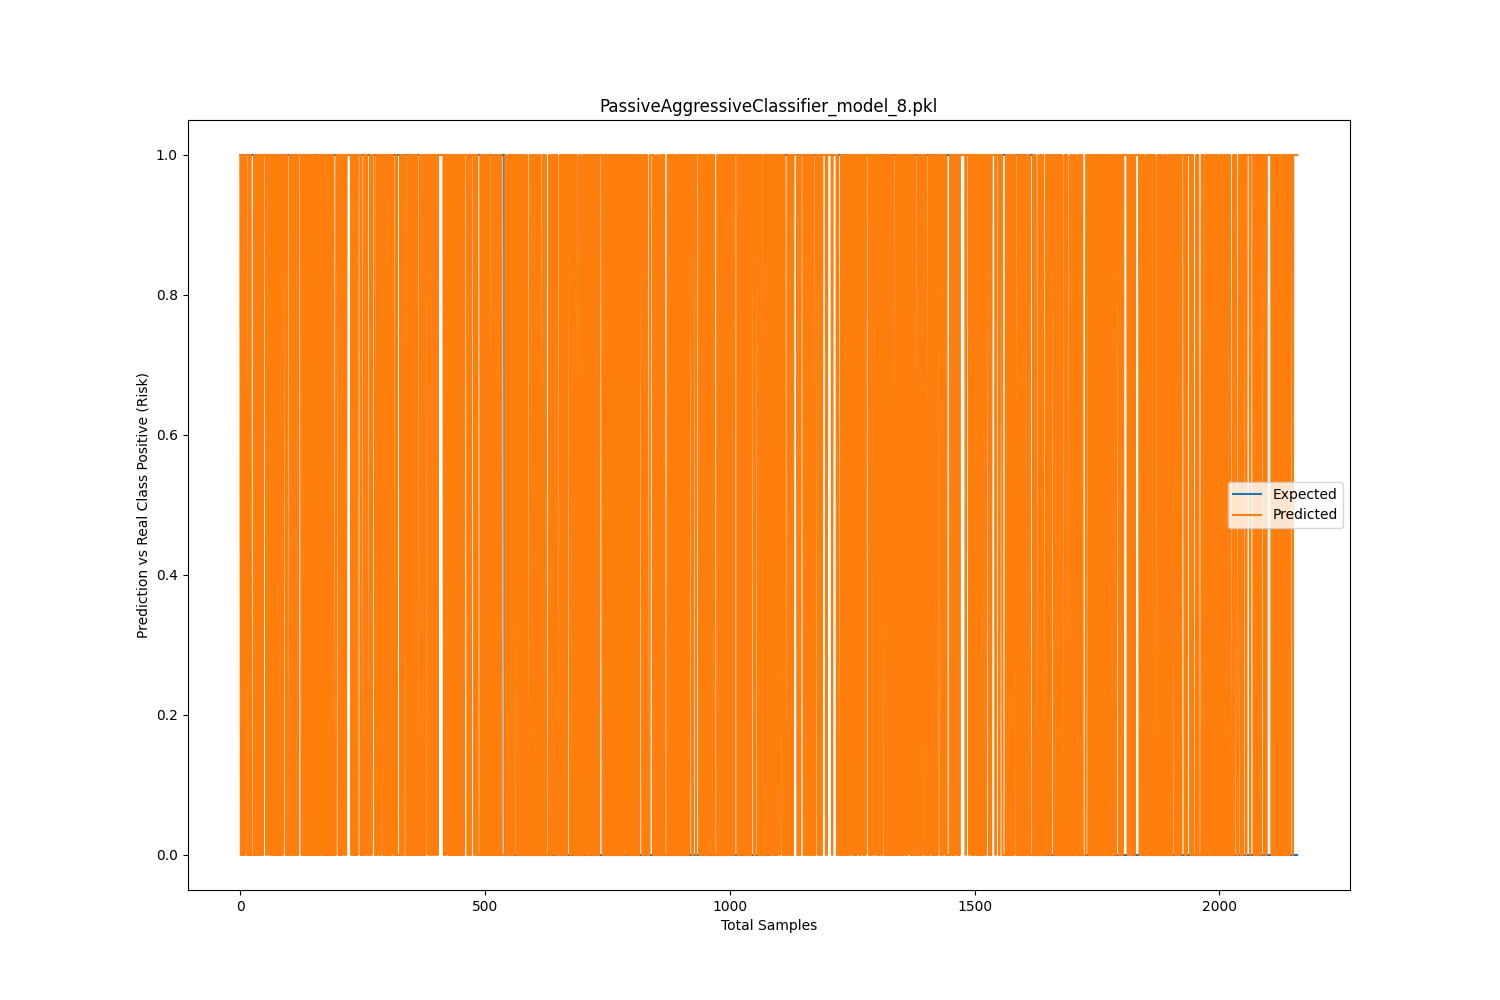 PassiveAggressiveClassifier_model_8.pkl
Prediction vs Real Class Positive (Risk)
1.0
0.8
0.6
0.4
0.2
0.0
Expected
Predicted
0 500 1000 1500 2000
Total Samples